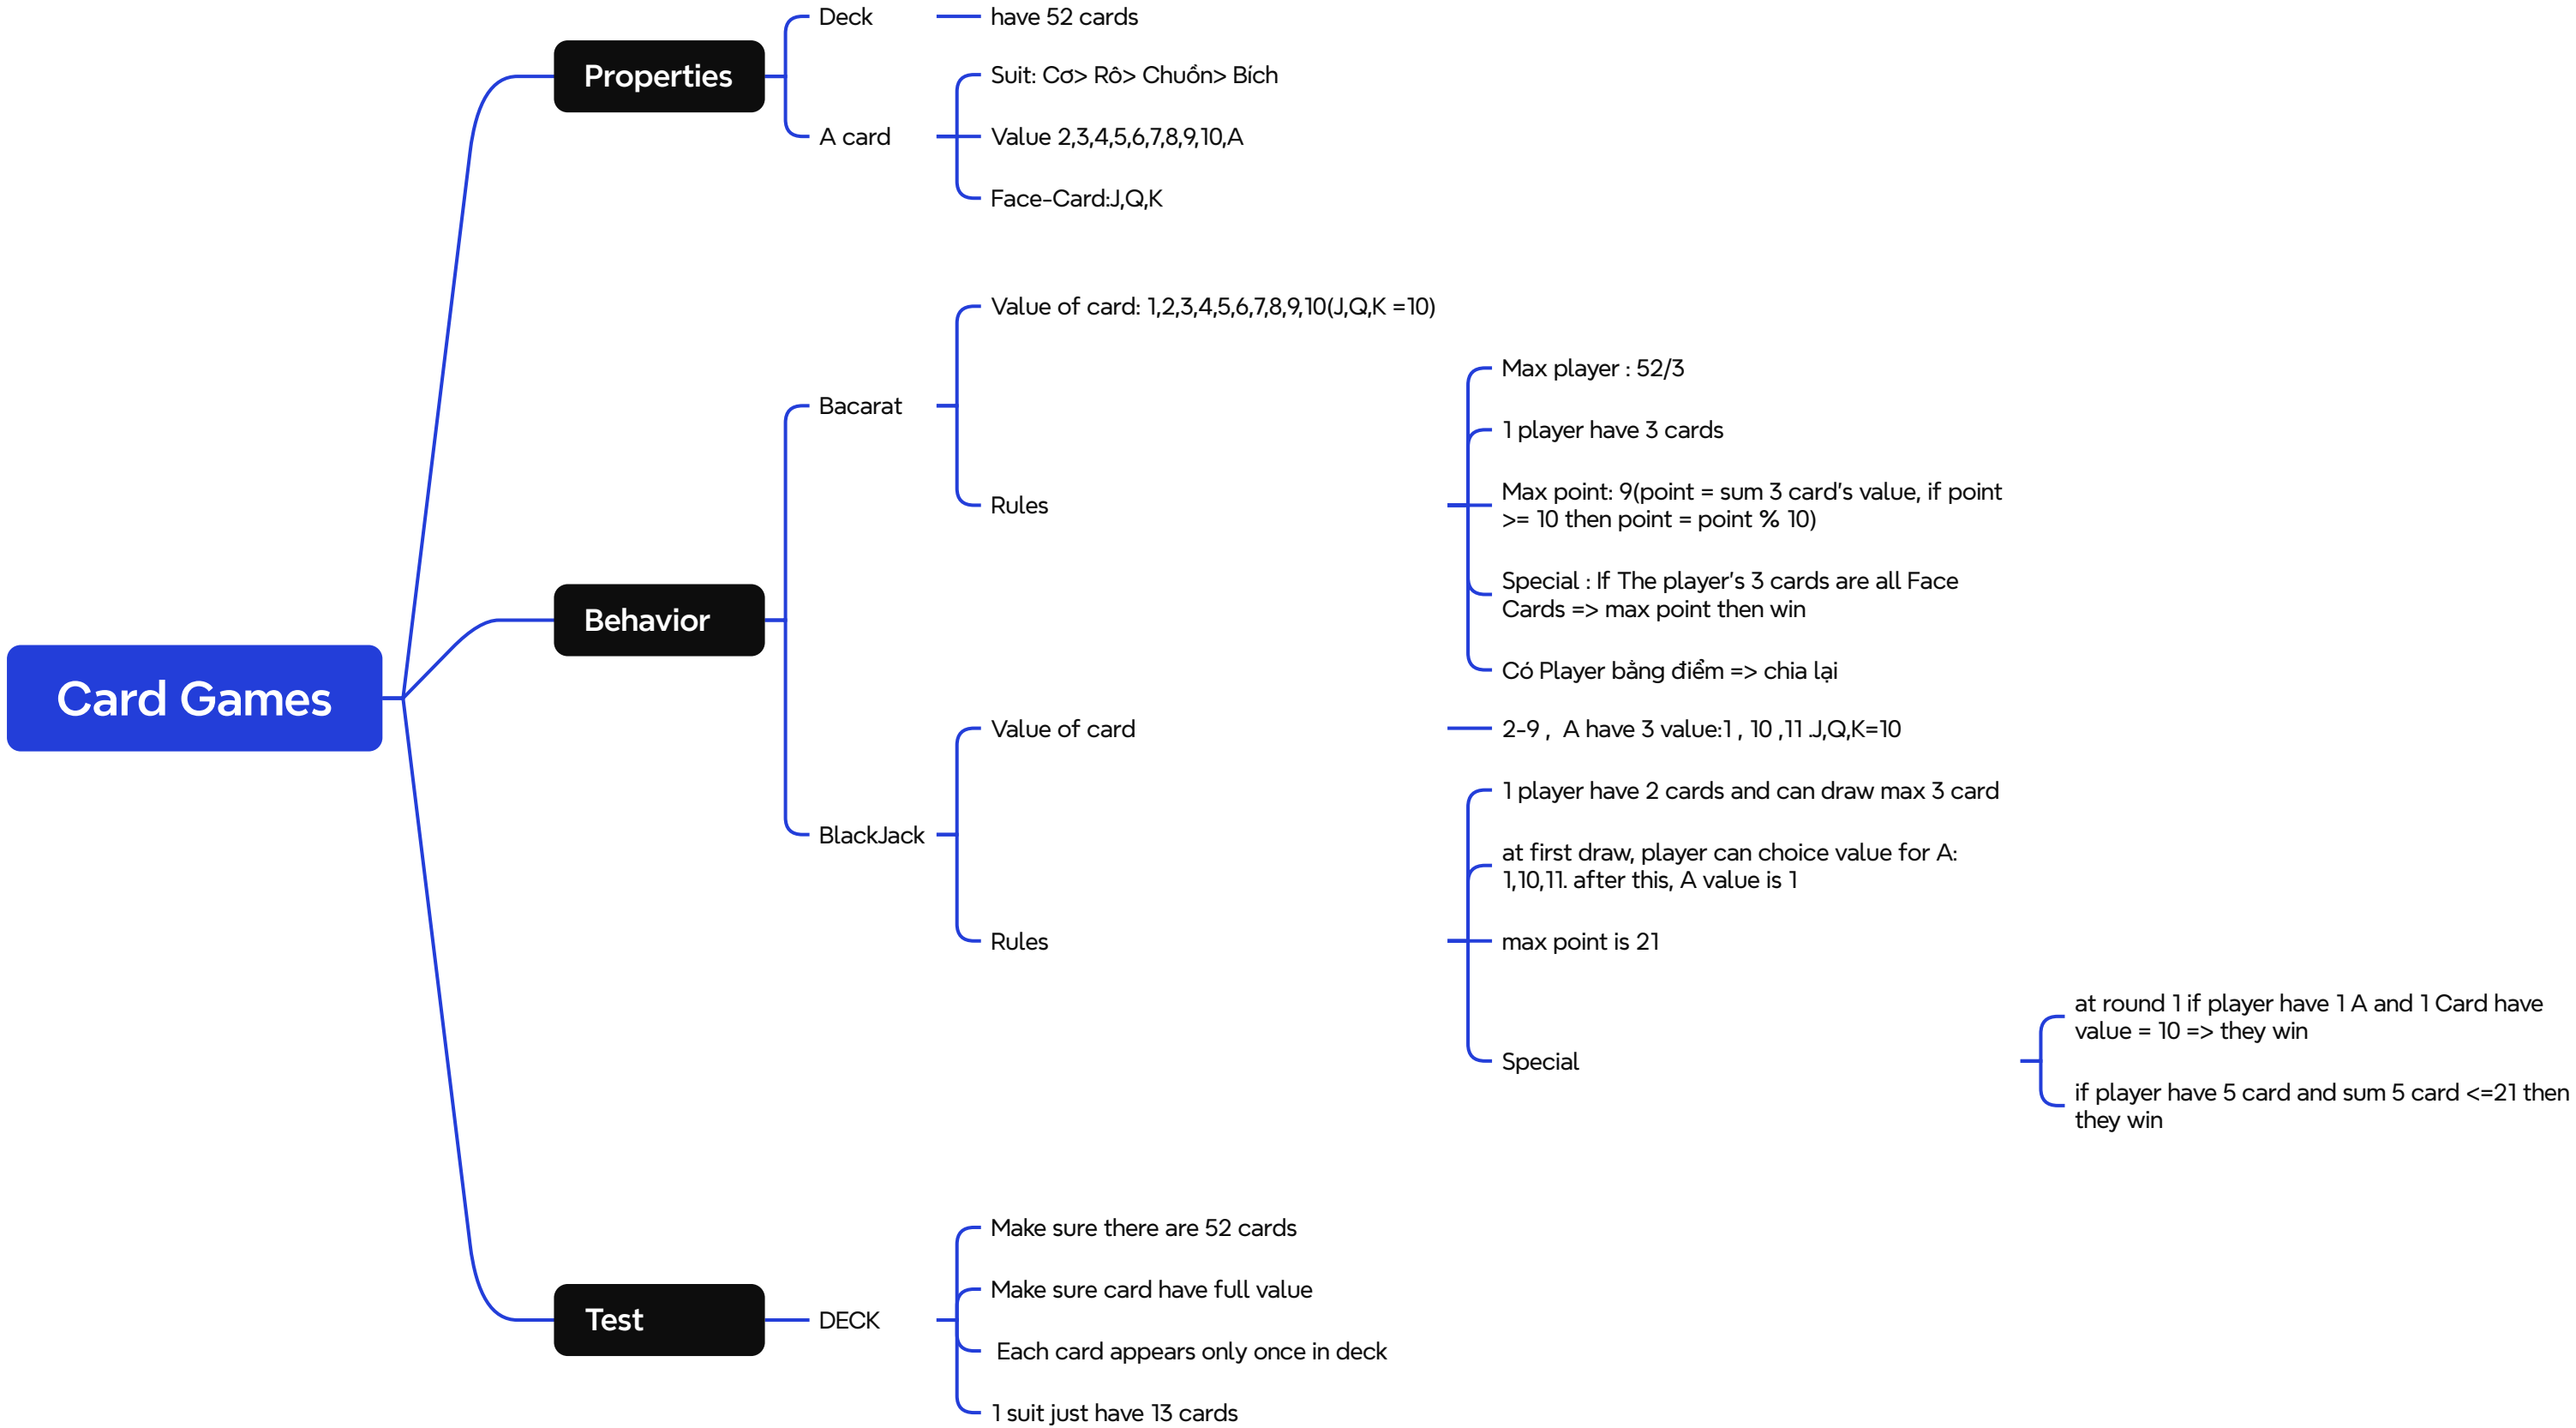 Card Games
Properties
Deck
have 52 cards
A card
Suit: Cơ> Rô> Chuồn> Bích
Value 2,3,4,5,6,7,8,9,10,A
Face-Card:J,Q,K
Behavior
Bacarat
Value of card: 1,2,3,4,5,6,7,8,9,10(J,Q,K =10)
Rules
Max player : 52/3
1 player have 3 cards
Max point: 9(point = sum 3 card's value, if point
>= 10 then point = point % 10)
Special : If The player's 3 cards are all Face
Cards => max point then win
Có Player bằng điểm => chia lại
BlackJack
Value of card
2-9 , A have 3 value:1 , 10 ,11 .J,Q,K=10
Rules
1 player have 2 cards and can draw max 3 card
at first draw, player can choice value for A:
1,10,11. after this, A value is 1
max point is 21
Special
at round 1 if player have 1 A and 1 Card have
value = 10 => they win
if player have 5 card and sum 5 card <=21 then
they win
Test
DECK
Make sure there are 52 cards
Make sure card have full value
Each card appears only once in deck
1 suit just have 13 cards